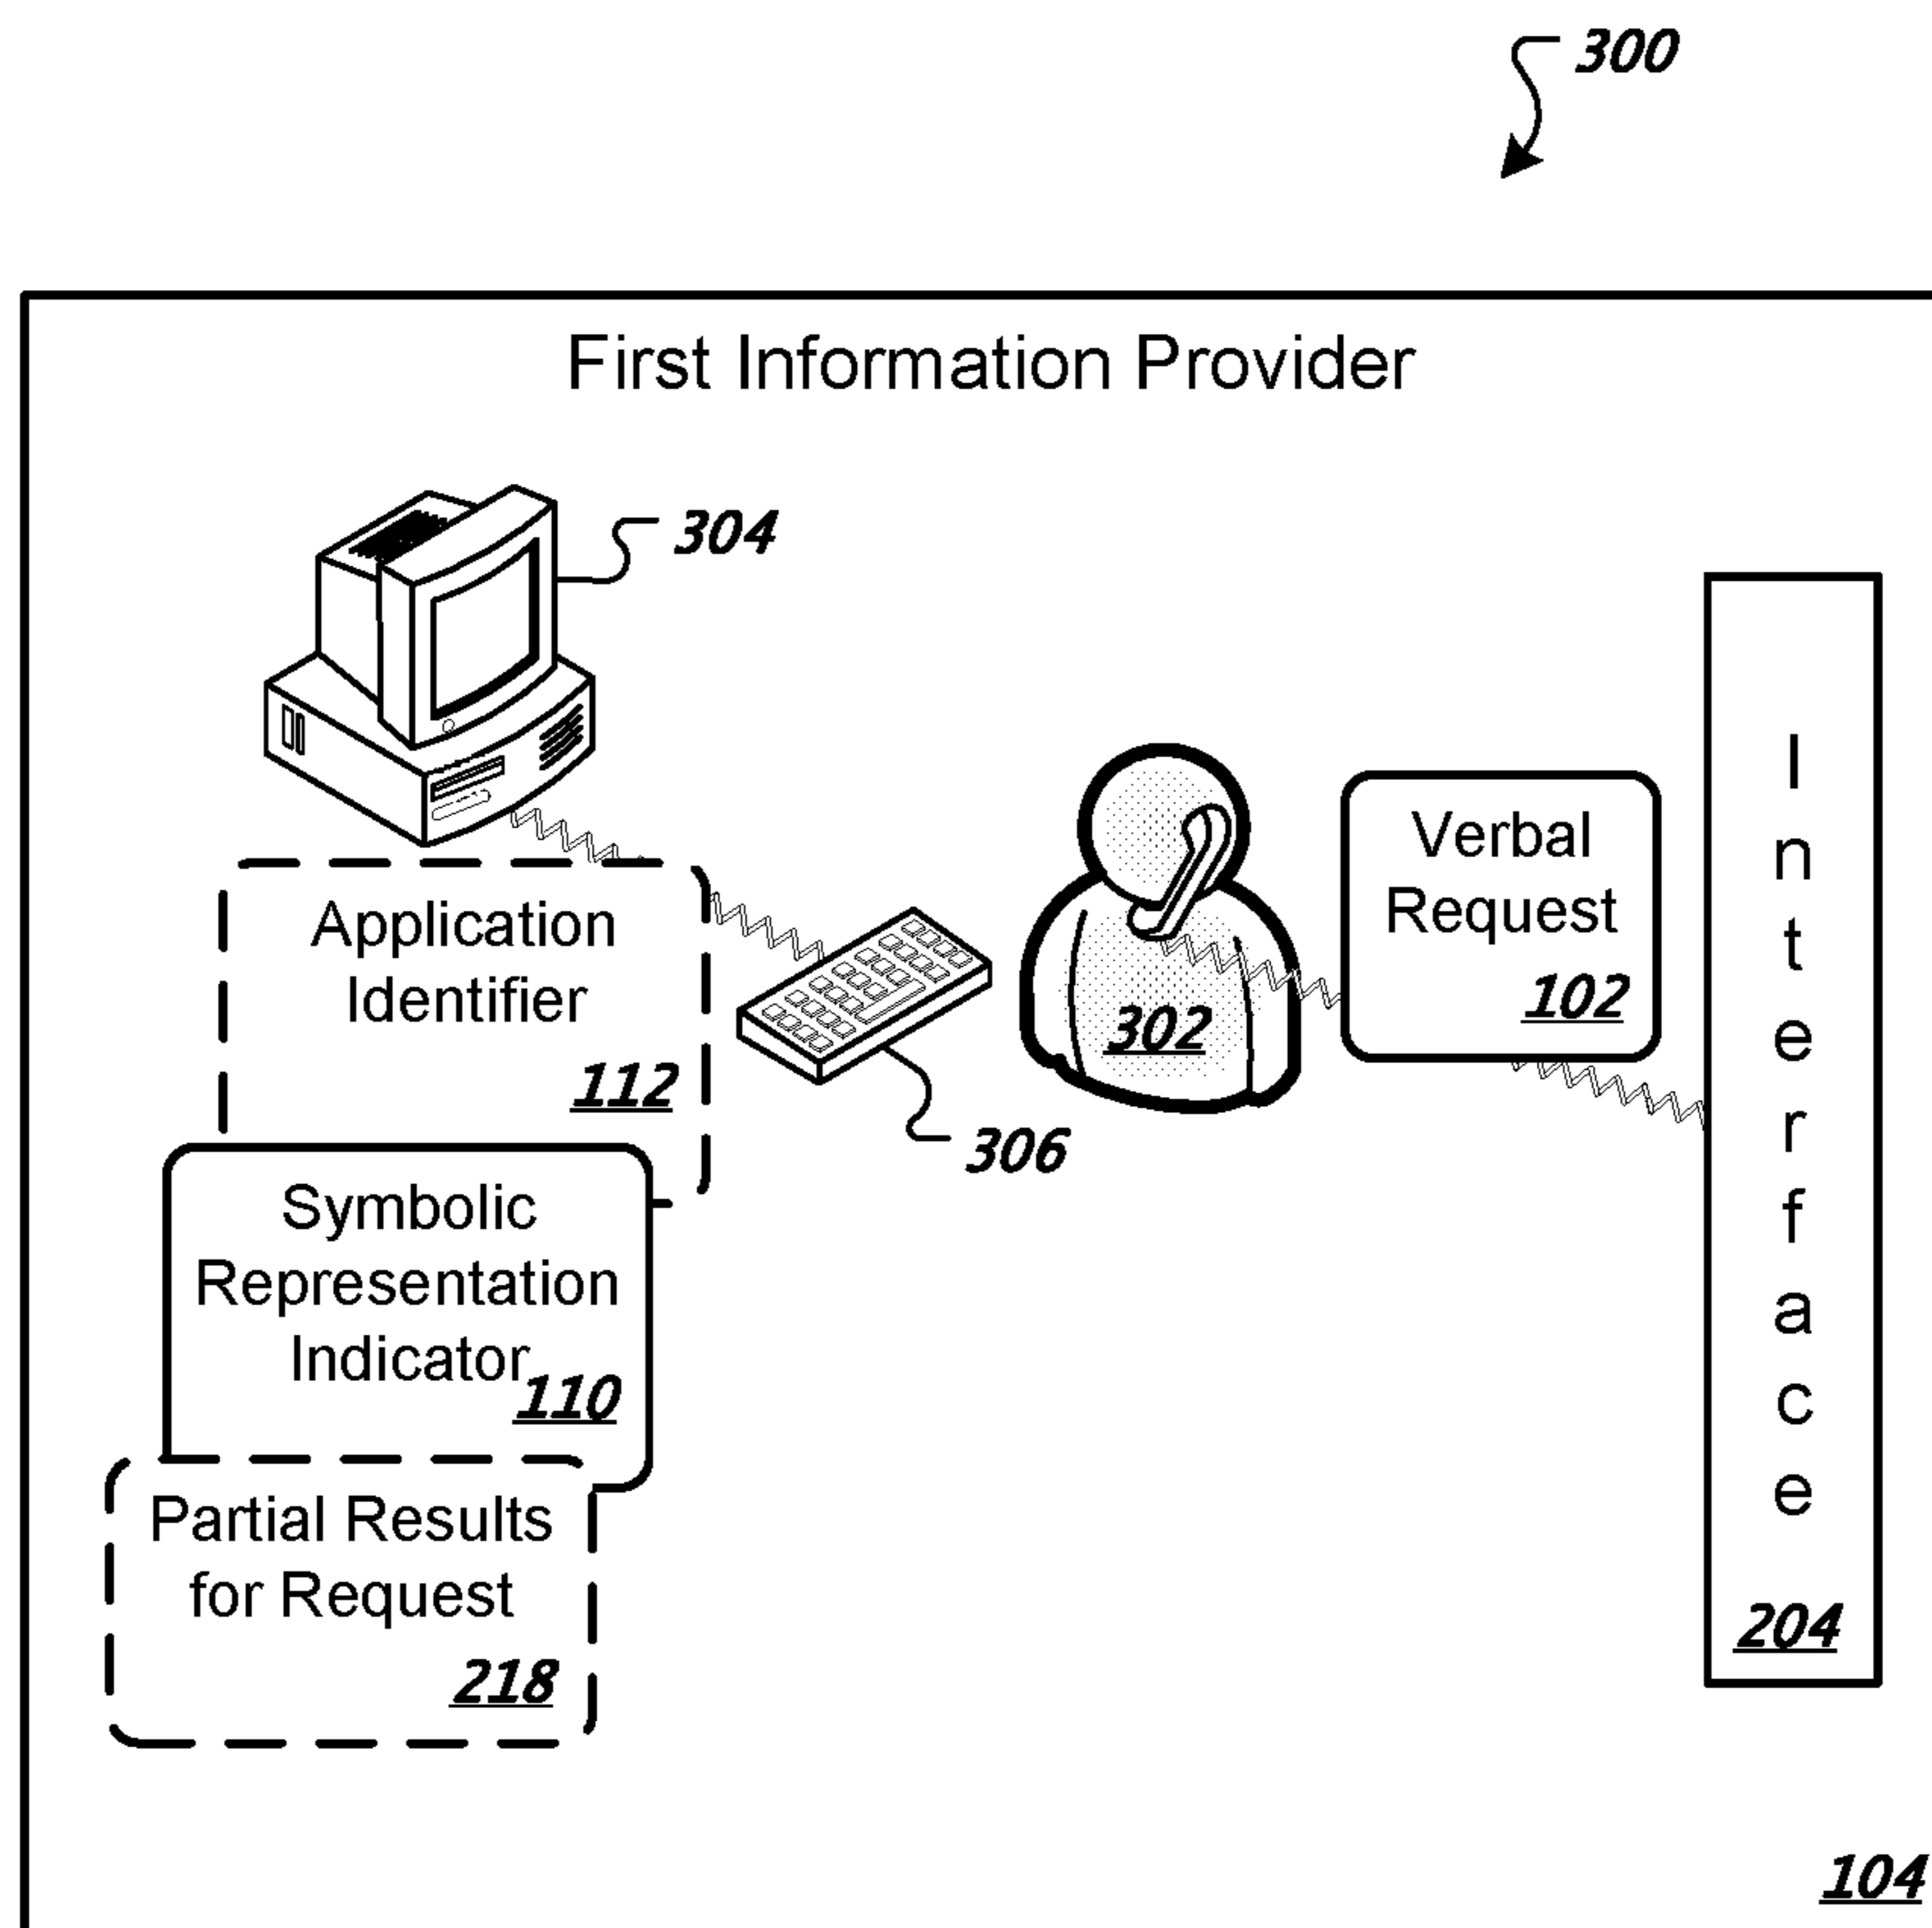 300
First Information Provider
304
Application
Identifier
112
Symbolic
Representation
Indicator
110
Partial Results
for Request
218
306
302
Verbal
Request
102
Interface
204
104